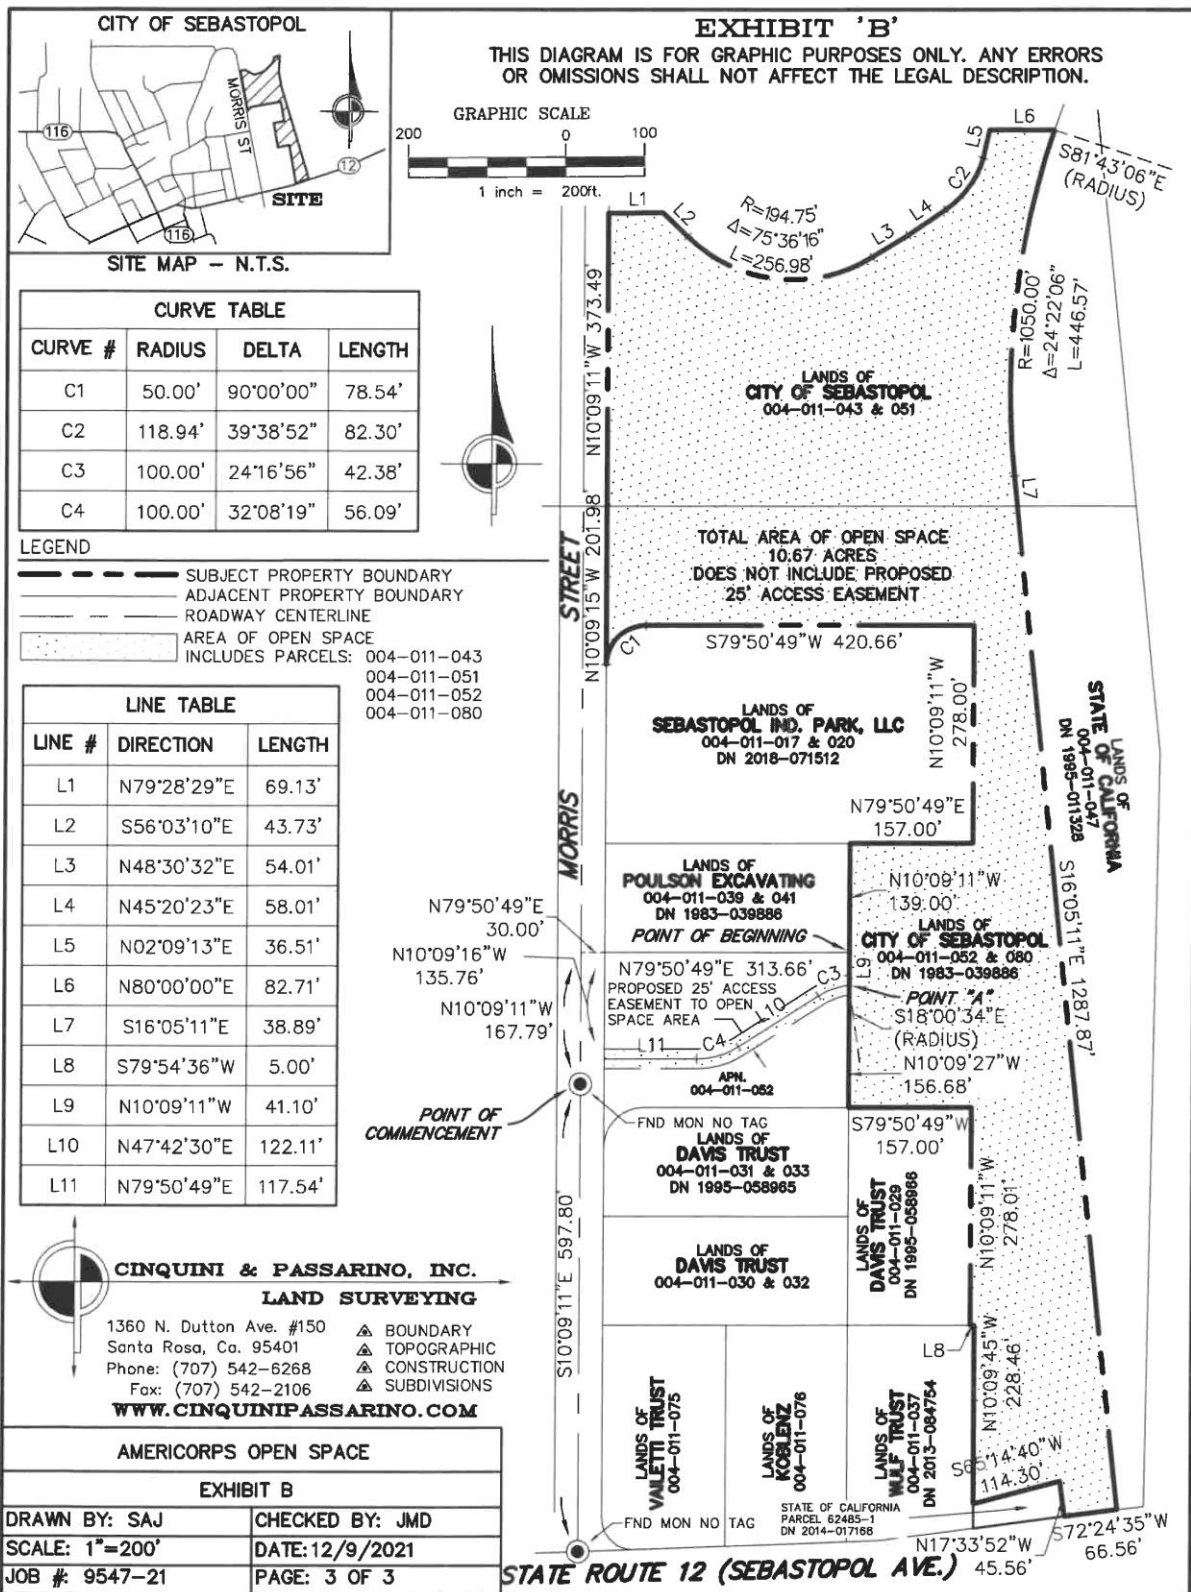 CITY OF SEBASTOPOL
MORRIS ST
116
12
116
SITE
SITE MAP – N.T.S.
EXHIBIT 'B'
THIS DIAGRAM IS FOR GRAPHIC PURPOSES ONLY. ANY ERRORS
OR OMISSIONS SHALL NOT AFFECT THE LEGAL DESCRIPTION.
GRAPHIC SCALE
200 0 100
1 inch = 200ft.
CURVE TABLE
CURVE # RADIUS DELTA LENGTH
C1 50.00' 90°00'00" 78.54'
C2 118.94' 39°38'52" 82.30'
C3 100.00' 24°16'56" 42.38'
C4 100.00' 32°08'19" 56.09'
LEGEND
SUBJECT PROPERTY BOUNDARY
ADJACENT PROPERTY BOUNDARY
ROADWAY CENTERLINE
AREA OF OPEN SPACE
INCLUDES PARCELS: 004-011-043
004-011-051
004-011-052
004-011-080
LINE TABLE
LINE # DIRECTION LENGTH
L1 N79°28'29"E 69.13'
L2 S56°03'10"E 43.73'
L3 N48°30'32"E 54.01'
L4 N45°20'23"E 58.01'
L5 N02°09'13"E 36.51'
L6 N80°00'00"E 82.71'
L7 S16°05'11"E 38.89'
L8 S79°54'36"W 5.00'
L9 N10°09'11"W 41.10'
L10 N47°42'30"E 122.11'
L11 N79°50'49"E 117.54'
L1
L2
R=194.75'
Δ=75°36'16"
L=256.98'
L3
L4
C2
L5
L6
S81°43'06"E
(RADIUS)
R=1050.00'
Δ=24°22'06"
L=446.57'
N10°09'11"W 373.49'
LANDS OF
CITY OF SEBASTOPOL
004-011-043 & 051
L7
N10°09'15"W 201.98'
TOTAL AREA OF OPEN SPACE
10.67 ACRES
DOES NOT INCLUDE PROPOSED
25' ACCESS EASEMENT
C1
S79°50'49"W 420.66'
MORRIS STREET
LANDS OF
SEBASTOPOL IND. PARK, LLC
004-011-017 & 020
DN 2018-071512
N10°09'11"W
278.00'
N79°50'49"E
157.00'
LANDS OF
STATE OF CALIFORNIA
004-011-047
DN 1995-011328
S16°05'11"E 1287.87'
LANDS OF
POULSON EXCAVATING
004-011-039 & 041
DN 1983-039886
POINT OF BEGINNING
N10°09'11"W
139.00'
LANDS OF
CITY OF SEBASTOPOL
004-011-052 & 080
DN 1983-039886
N79°50'49"E
30.00'
N10°09'16"W
135.76'
N10°09'11"W
167.79'
N79°50'49"E 313.66'
PROPOSED 25' ACCESS
EASEMENT TO OPEN
SPACE AREA
C3
L9
L10
C4
L11
POINT "A"
S18°00'34"E
(RADIUS)
N10°09'27"W
156.68'
APN.
004-011-052
POINT OF
COMMENCEMENT
FND MON NO TAG
S79°50'49"W
157.00'
LANDS OF
DAVIS TRUST
004-011-031 & 033
DN 1995-058965
LANDS OF
DAVIS TRUST
004-011-029
DN 1995-058966
N10°09'11"W
278.01'
LANDS OF
DAVIS TRUST
004-011-030 & 032
S10°09'11"E 597.80'
L8
N10°09'45"W
228.46'
LANDS OF
VAILETTI TRUST
004-011-075
LANDS OF
KOBLENZ
004-011-076
LANDS OF
WULF TRUST
004-011-037
DN 2013-084754
S65°14'40"W
114.30'
STATE OF CALIFORNIA
PARCEL 62485-1
DN 2014-017168
FND MON NO TAG
N17°33'52"W
45.56'
S72°24'35"W
66.56'
STATE ROUTE 12 (SEBASTOPOL AVE.)
CINQUINI & PASSARINO, INC.
LAND SURVEYING
1360 N. Dutton Ave. #150
Santa Rosa, Ca. 95401
Phone: (707) 542-6268
Fax: (707) 542-2106
BOUNDARY
TOPOGRAPHIC
CONSTRUCTION
SUBDIVISIONS
WWW.CINQUINIPASSARINO.COM
AMERICORPS OPEN SPACE
EXHIBIT B
DRAWN BY: SAJ CHECKED BY: JMD
SCALE: 1"=200' DATE: 12/9/2021
JOB #: 9547-21 PAGE: 3 OF 3